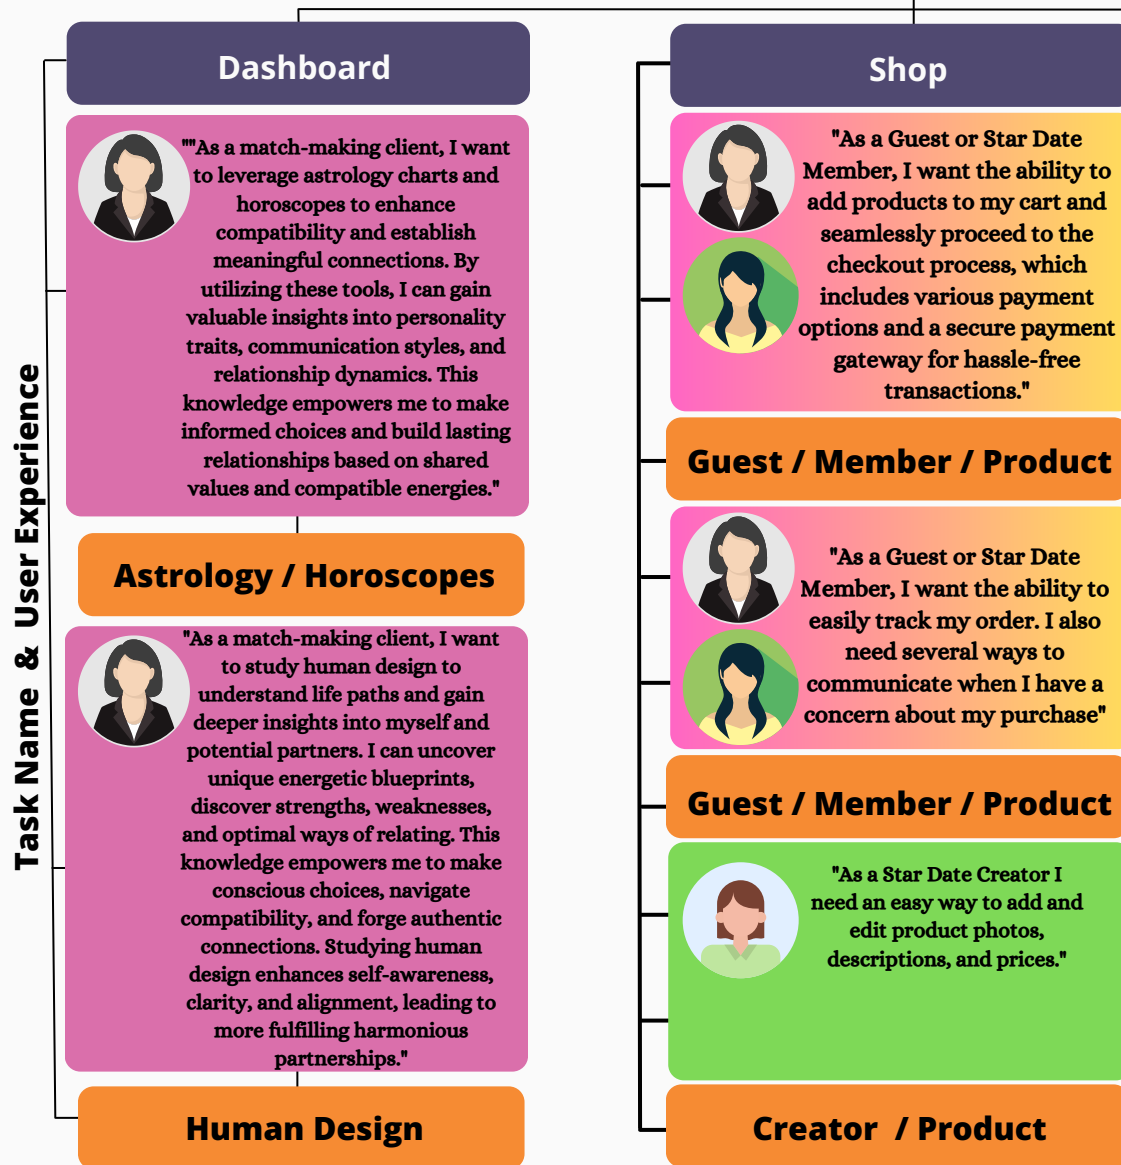 Task Name & User Experience
Dashboard
""As a match-making client, I want
to leverage astrology charts and
horoscopes to enhance
compatibility and establish
meaningful connections. By
utilizing these tools, I can gain
valuable insights into personality
traits, communication styles, and
relationship dynamics. This
knowledge empowers me to make
informed choices and build lasting
relationships based on shared
values and compatible energies."
Astrology / Horoscopes
"As a match-making client, I want
to study human design to
understand life paths and gain
deeper insights into myself and
potential partners. I can uncover
unique energetic blueprints,
discover strengths, weaknesses,
and optimal ways of relating. This
knowledge empowers me to make
conscious choices, navigate
compatibility, and forge authentic
connections. Studying human
design enhances self-awareness,
clarity, and alignment, leading to
more fulfilling harmonious
partnerships."
Human Design
Shop
"As a Guest or Star Date
Member, I want the ability to
add products to my cart and
seamlessly proceed to the
checkout process, which
includes various payment
options and a secure payment
gateway for hassle-free
transactions."
Guest / Member / Product
"As a Guest or Star Date
Member, I want the ability to
easily track my order. I also
need several ways to
communicate when I have a
concern about my purchase"
Guest / Member / Product
"As a Star Date Creator I
need an easy way to add and
edit product photos,
descriptions, and prices."
Creator / Product